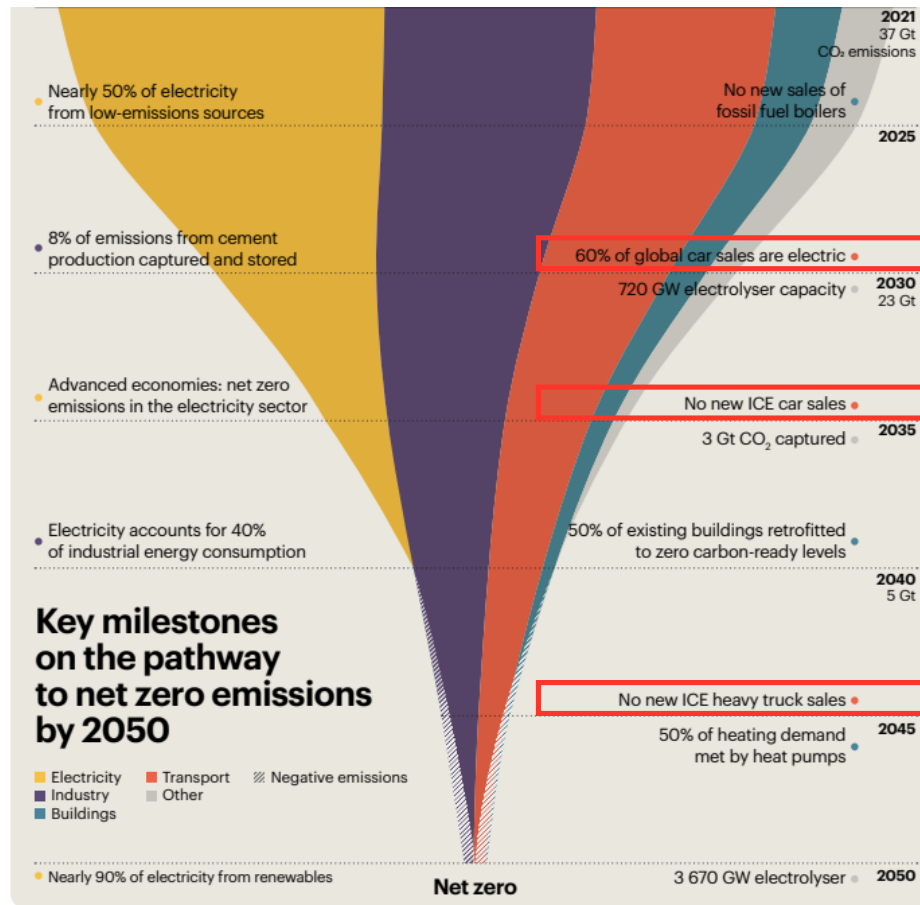 2021
37 Gt
CO₂ emissions
Nearly 50% of electricity
from low-emissions sources
No new sales of
fossil fuel boilers
2025
8% of emissions from cement
production captured and stored
60% of global car sales are electric
720 GW electrolyser capacity
2030
23 Gt
Advanced economies: net zero
emissions in the electricity sector
No new ICE car sales
2035
3 Gt CO₂ captured
Electricity accounts for 40%
of industrial energy consumption
50% of existing buildings retrofitted
to zero carbon-ready levels
2040
5 Gt
Key milestones
on the pathway
to net zero emissions
by 2050
No new ICE heavy truck sales
2045
50% of heating demand
met by heat pumps
Electricity
Transport
Negative emissions
Industry
Other
Buildings
Nearly 90% of electricity from renewables
Net zero
3 670 GW electrolyser
2050